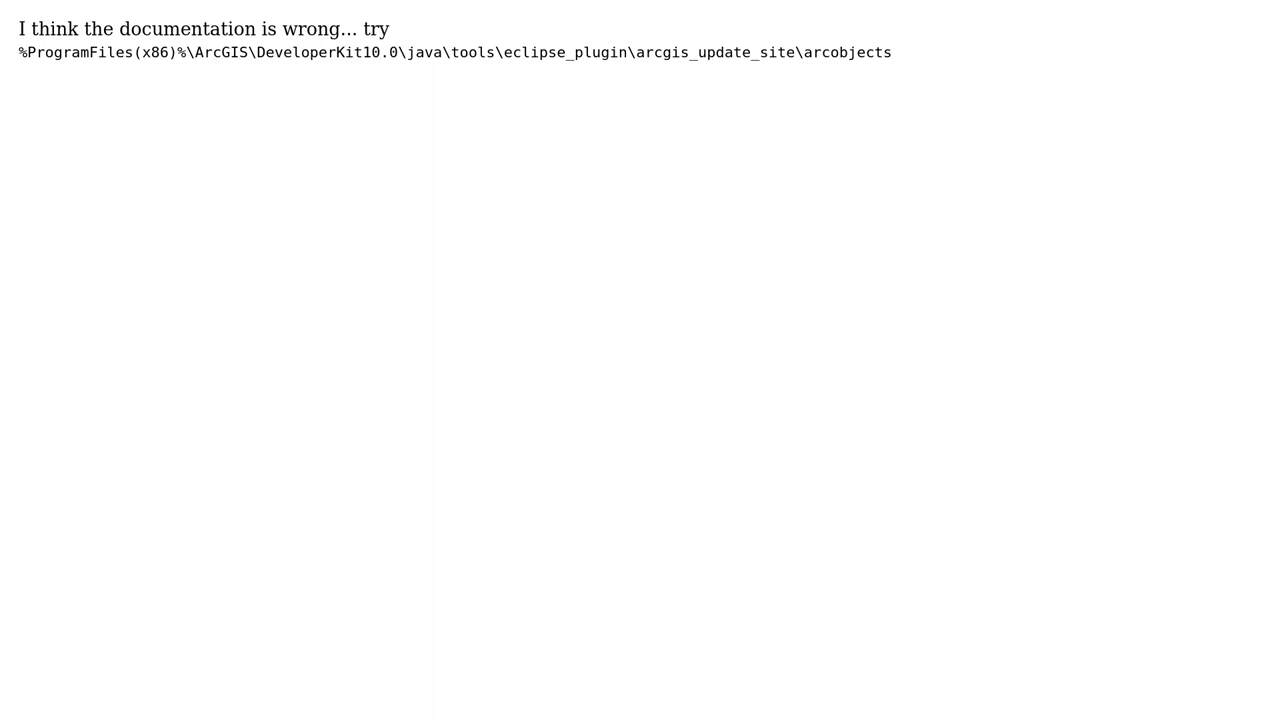 I think the documentation is wrong... try
%ProgramFiles(x86)%\ArcGIS\DeveloperKit10.0\java\tools\eclipse_plugin\arcgis_update_site\arcobjects